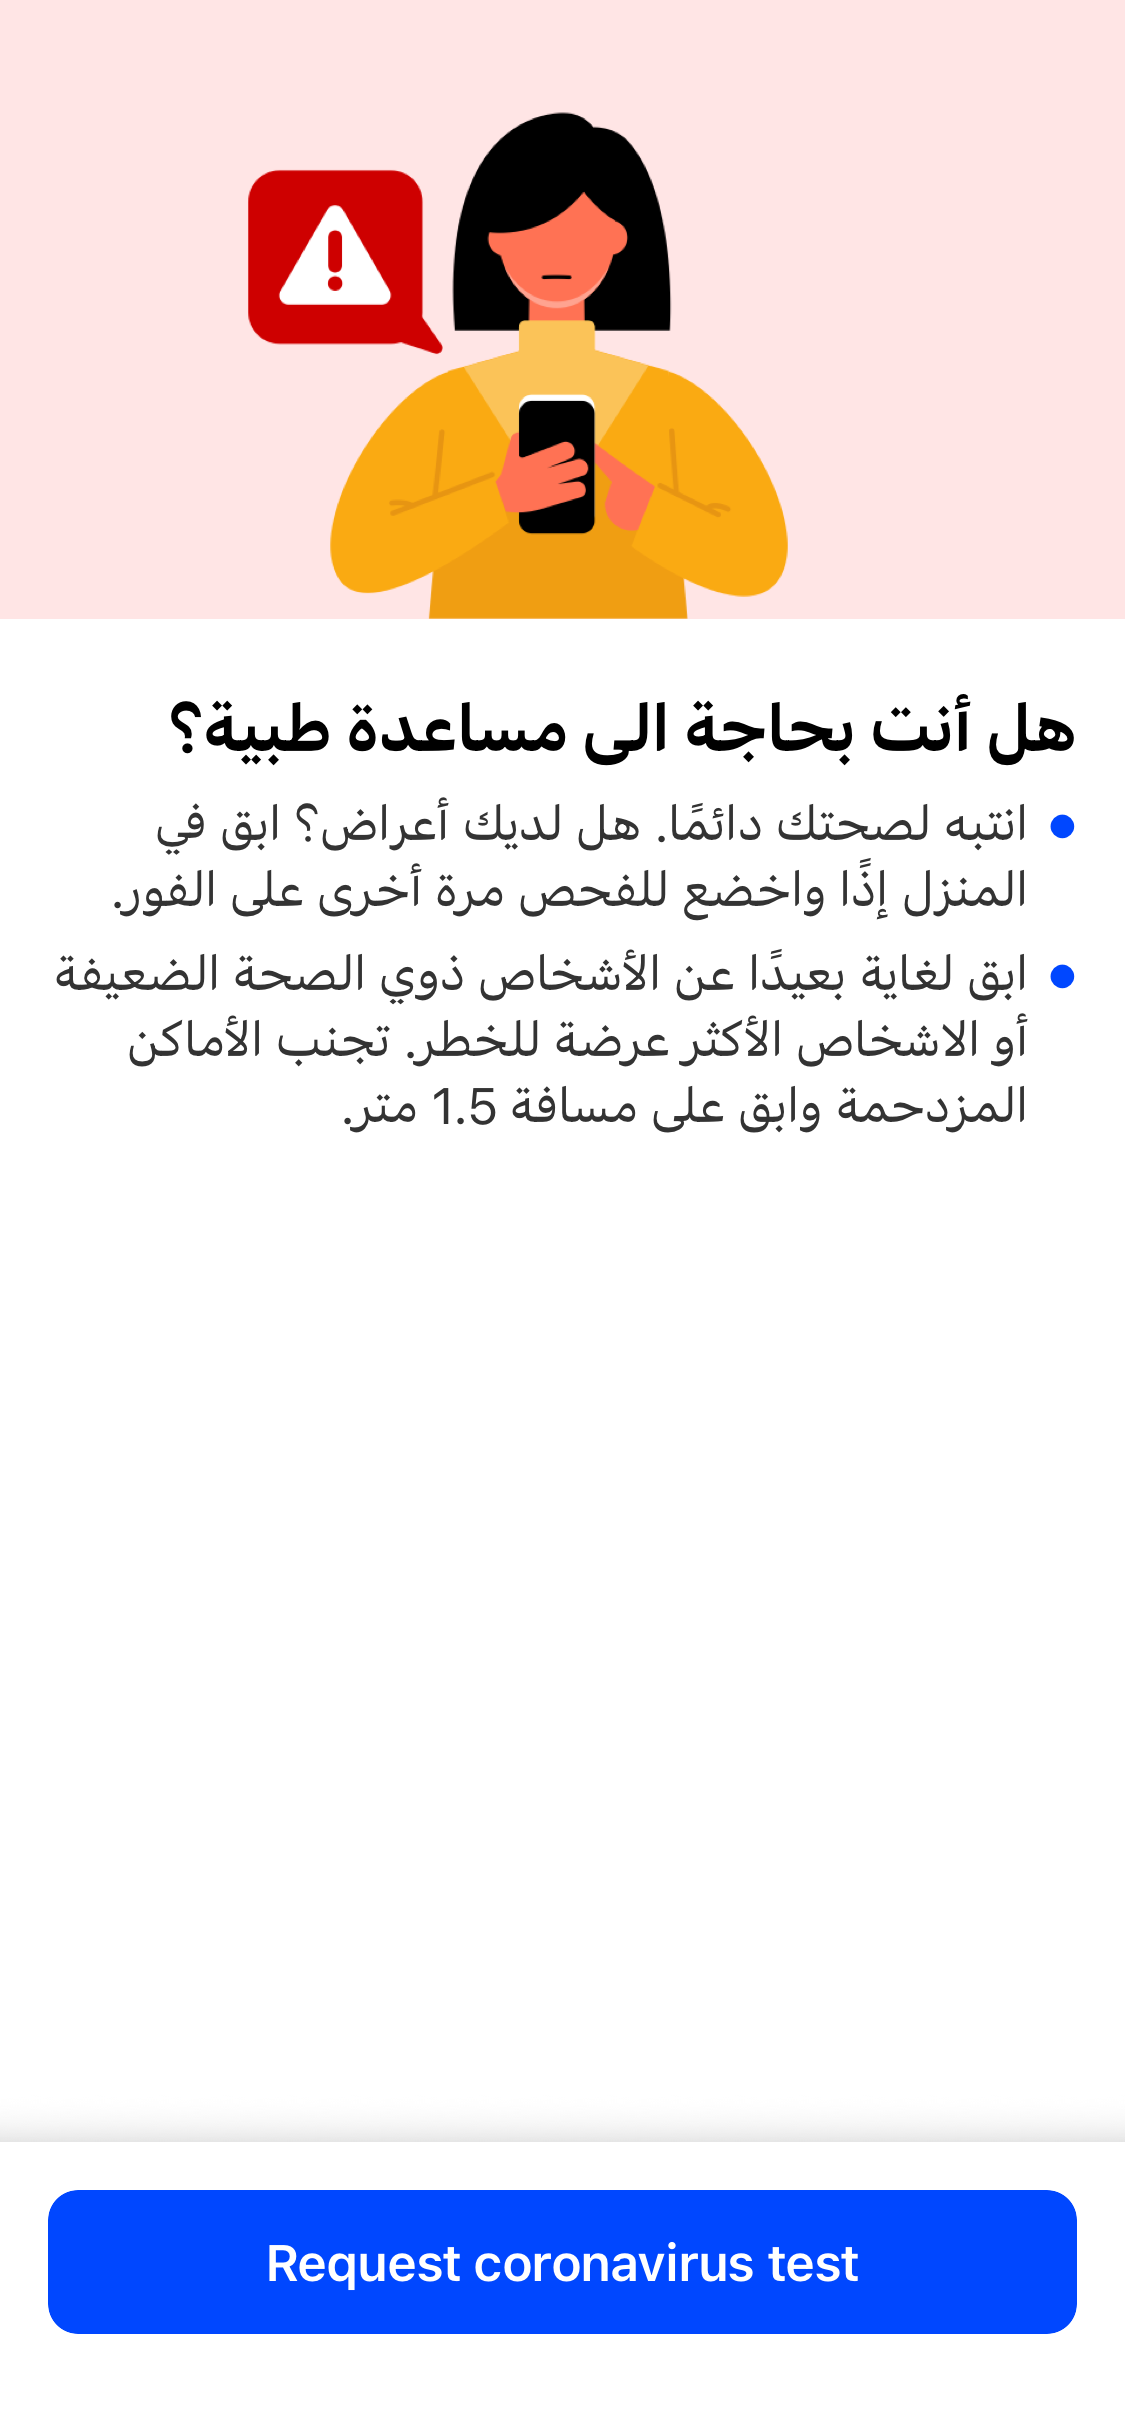 هل أنت بحاجة الى مساعدة طبية؟
انتبه لصحتك دائمًا. هل لديك أعراض؟ ابق في
المنزل إذًا واخضع للفحص مرة أخرى على الفور.
ابق لغاية بعيدًا عن الأشخاص ذوي الصحة الضعيفة
أو الاشخاص الأكثر عرضة للخطر. تجنب الأماكن
المزدحمة وابق على مسافة 1.5 متر.
Request coronavirus test